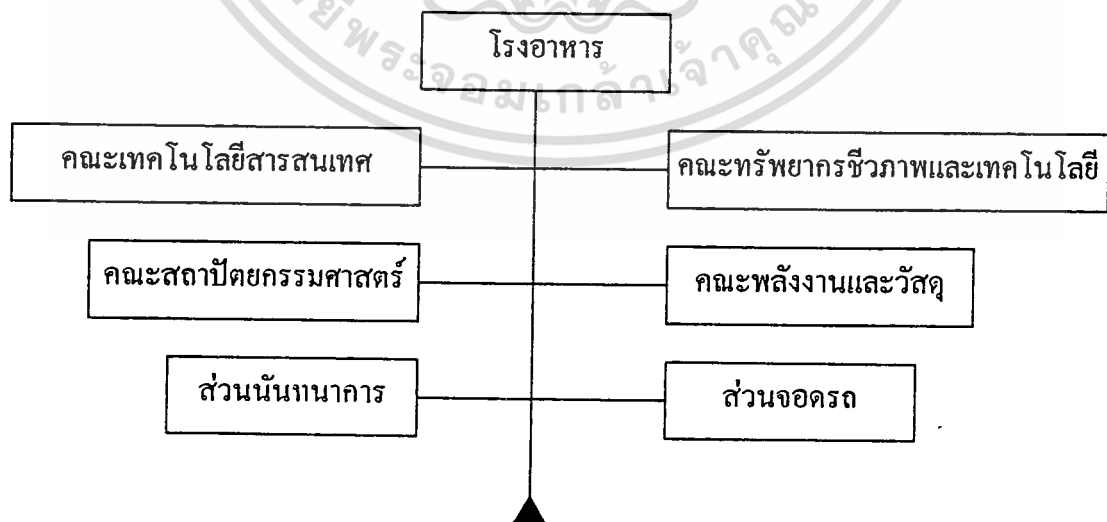 โรงอาหาร
คณะเทคโนโลยีสารสนเทศ
คณะทรัพยากรชีวภาพและเทคโนโลยี
คณะสถาปัตยกรรมศาสตร์
คณะพลังงานและวัสดุ
ส่วนนันทนาการ
ส่วนจอดรถ